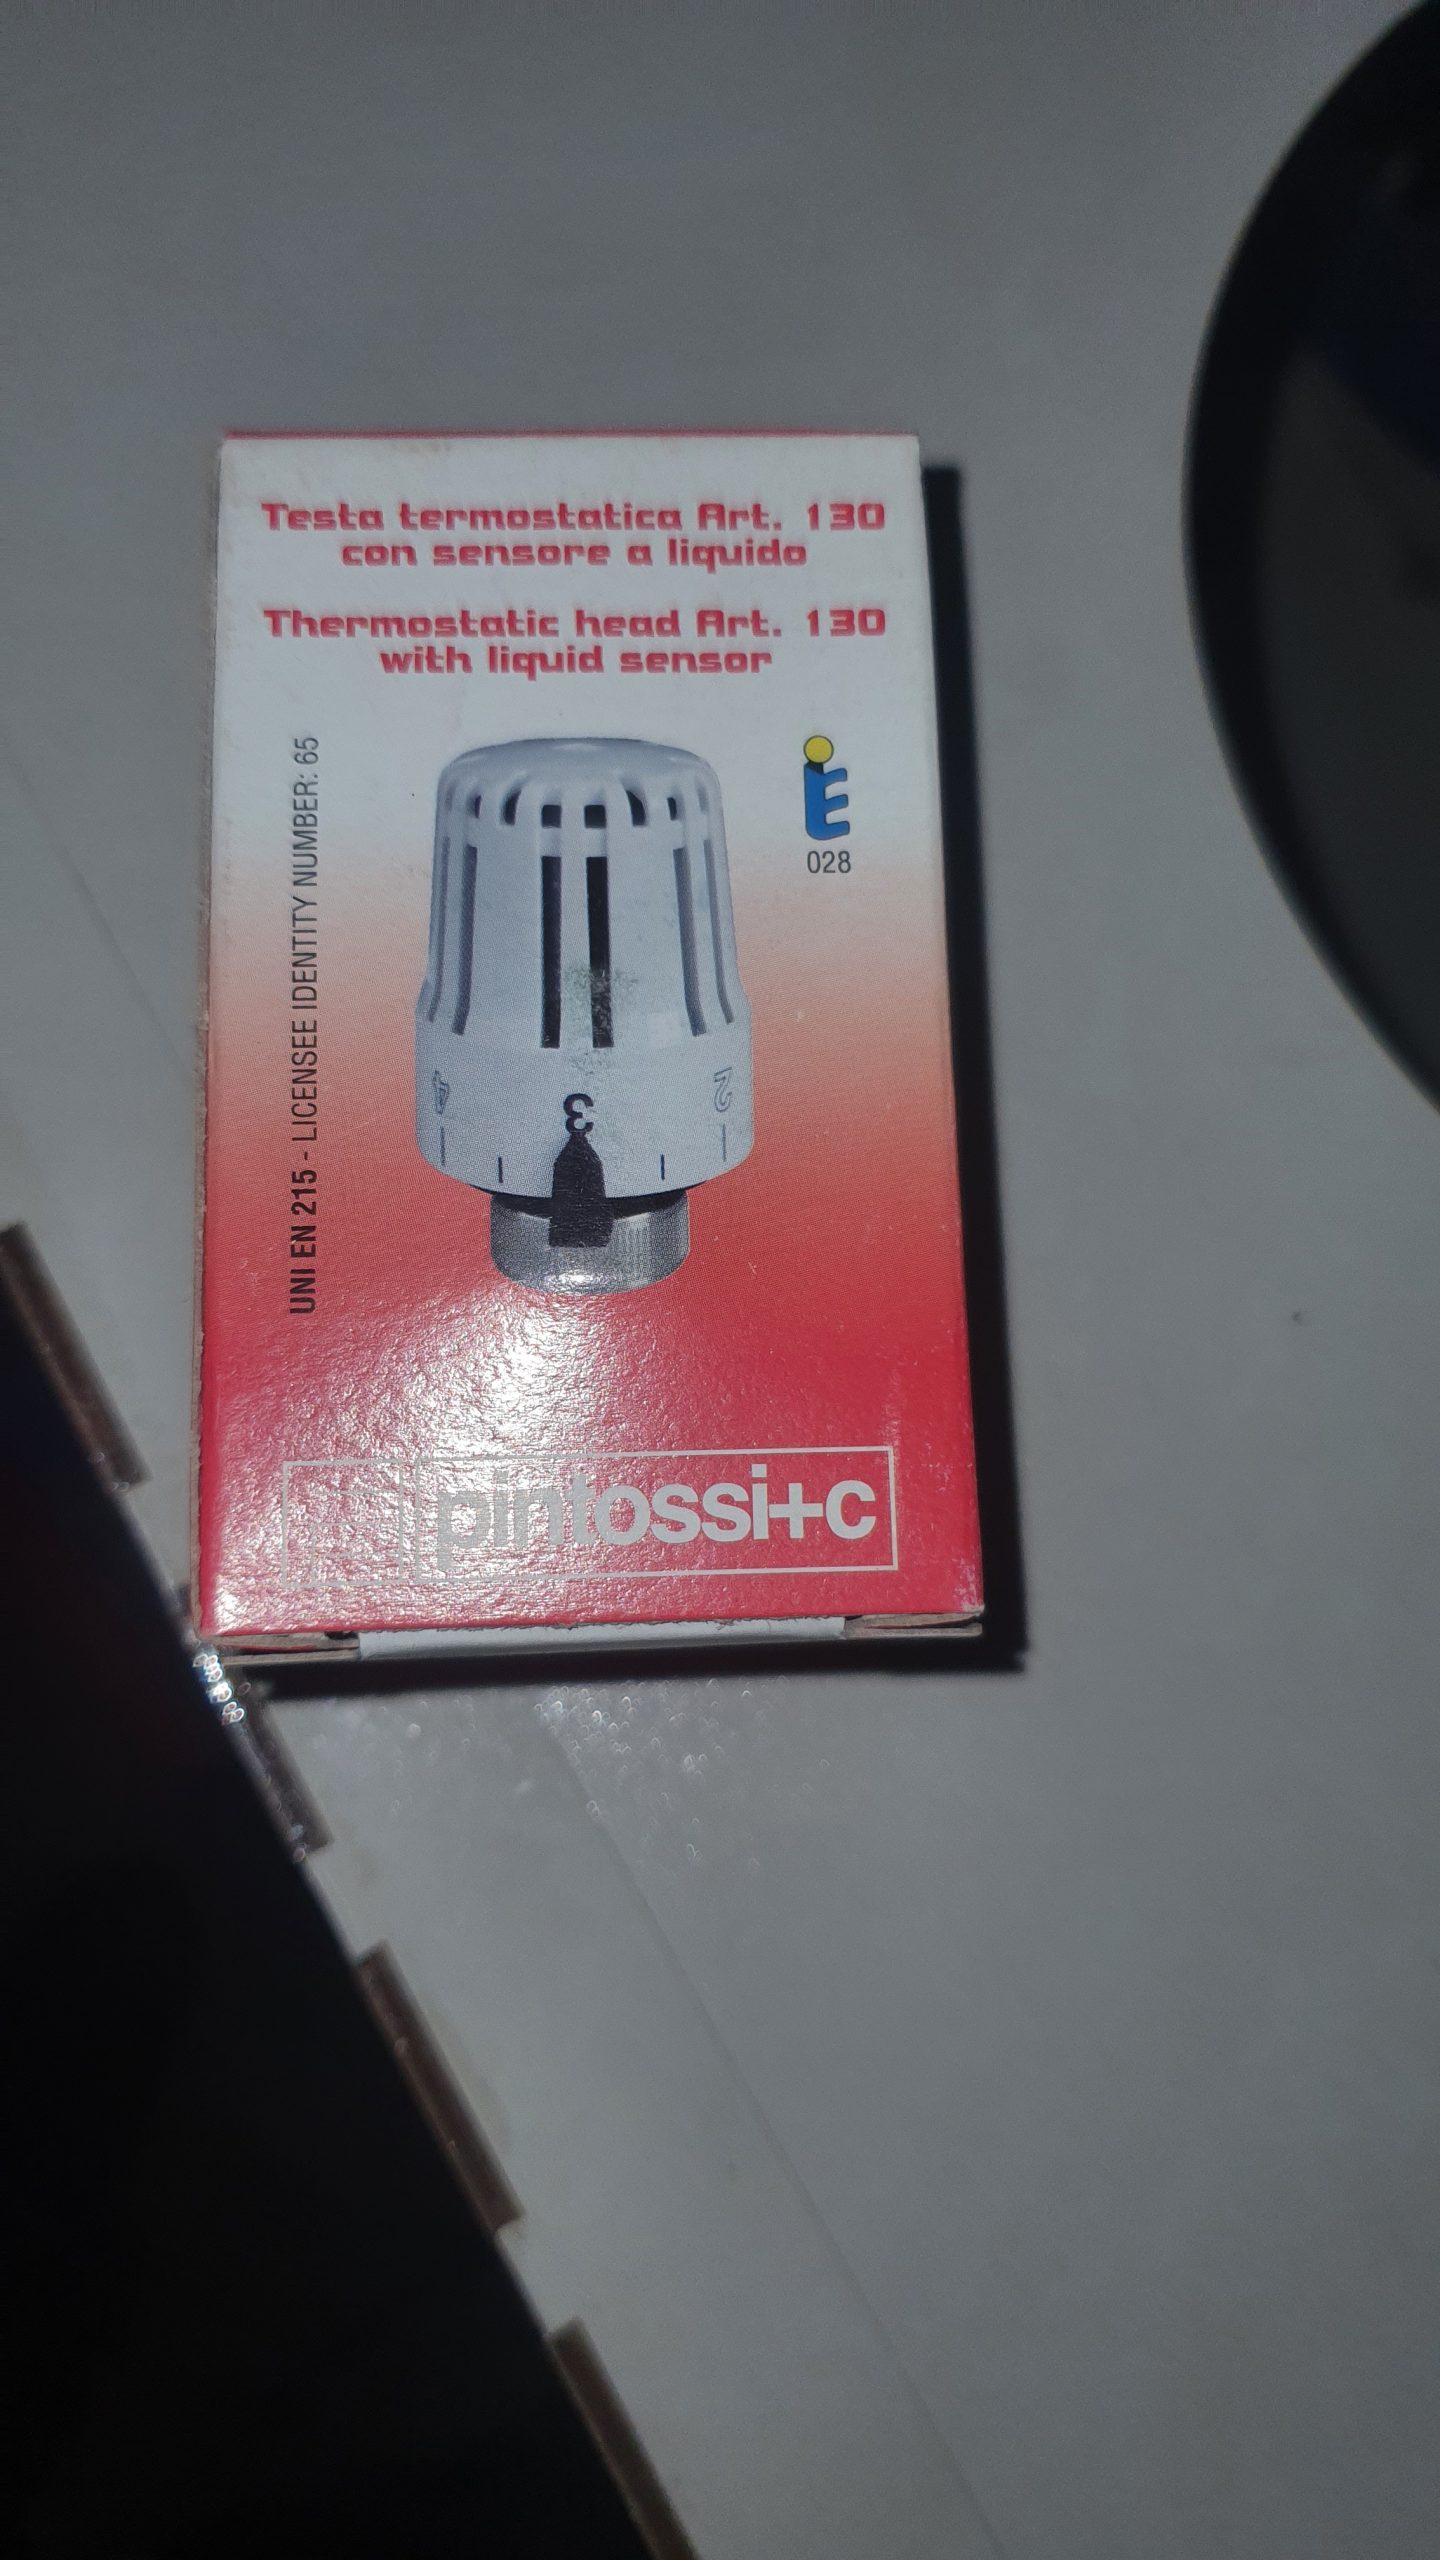 Testa termostatica Art. 130
con sensore a liquido
Thermostatic head Art. 130
with liquid sensor
UNI EN 215 - LICENSEE IDENTITY NUMBER: 65
028
4
3
2
pintossi+c